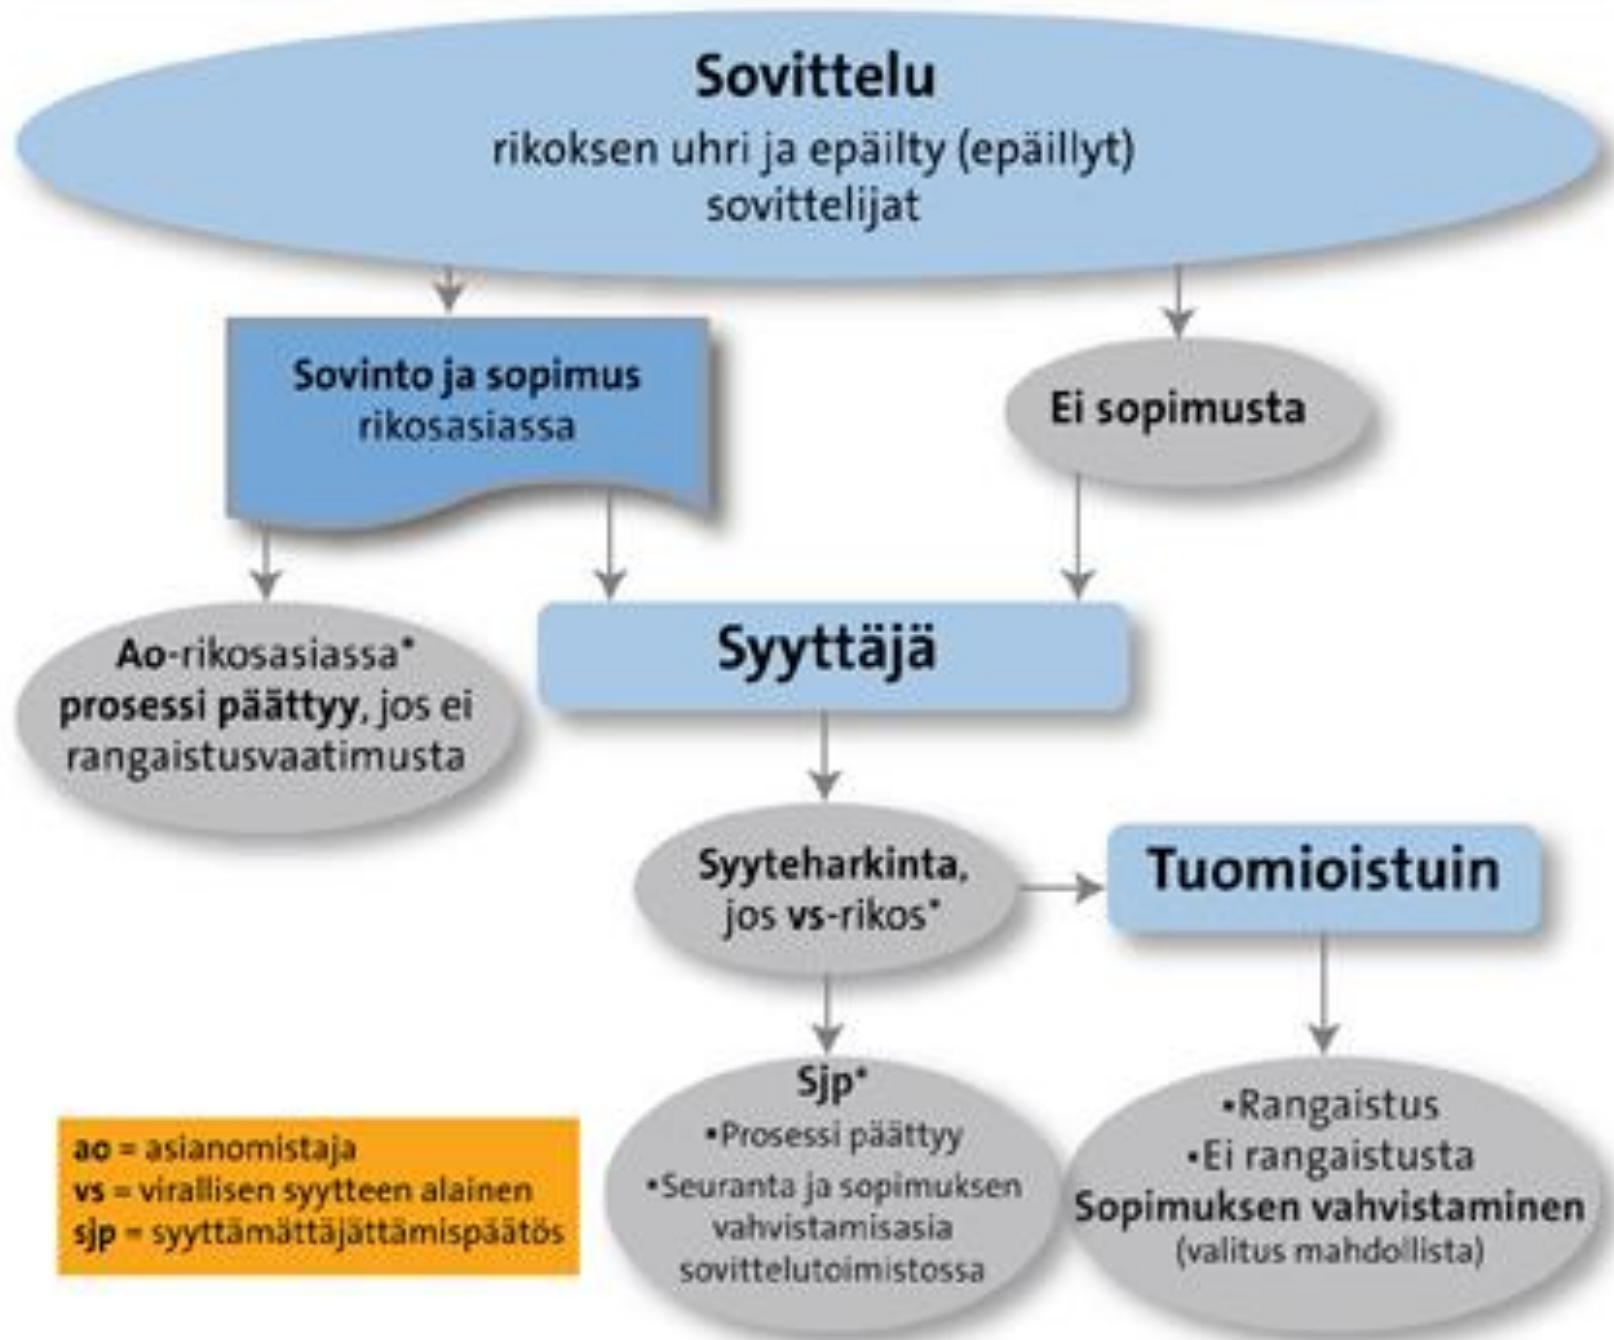 Sovittelu
rikoksen uhri ja epäilty (epäillyt)
sovittelijat
Sovinto ja sopimus
rikosasiassa
Ei sopimusta
Ao-rikosasiassa*
prosessi päättyy, jos ei
rangaistusvaatimusta
Syyttäjä
Syyteharkinta,
jos vs-rikos*
Tuomioistuin
Sjp*
•Prosessi päättyy
•Seuranta ja sopimuksen
vahvistamisasia
sovittelutoimistossa
•Rangaistus
•Ei rangaistusta
Sopimuksen vahvistaminen
(valitus mahdollista)
ao = asianomistaja
vs = virallisen syytteen alainen
sjp = syyttämättäjättämispäätös